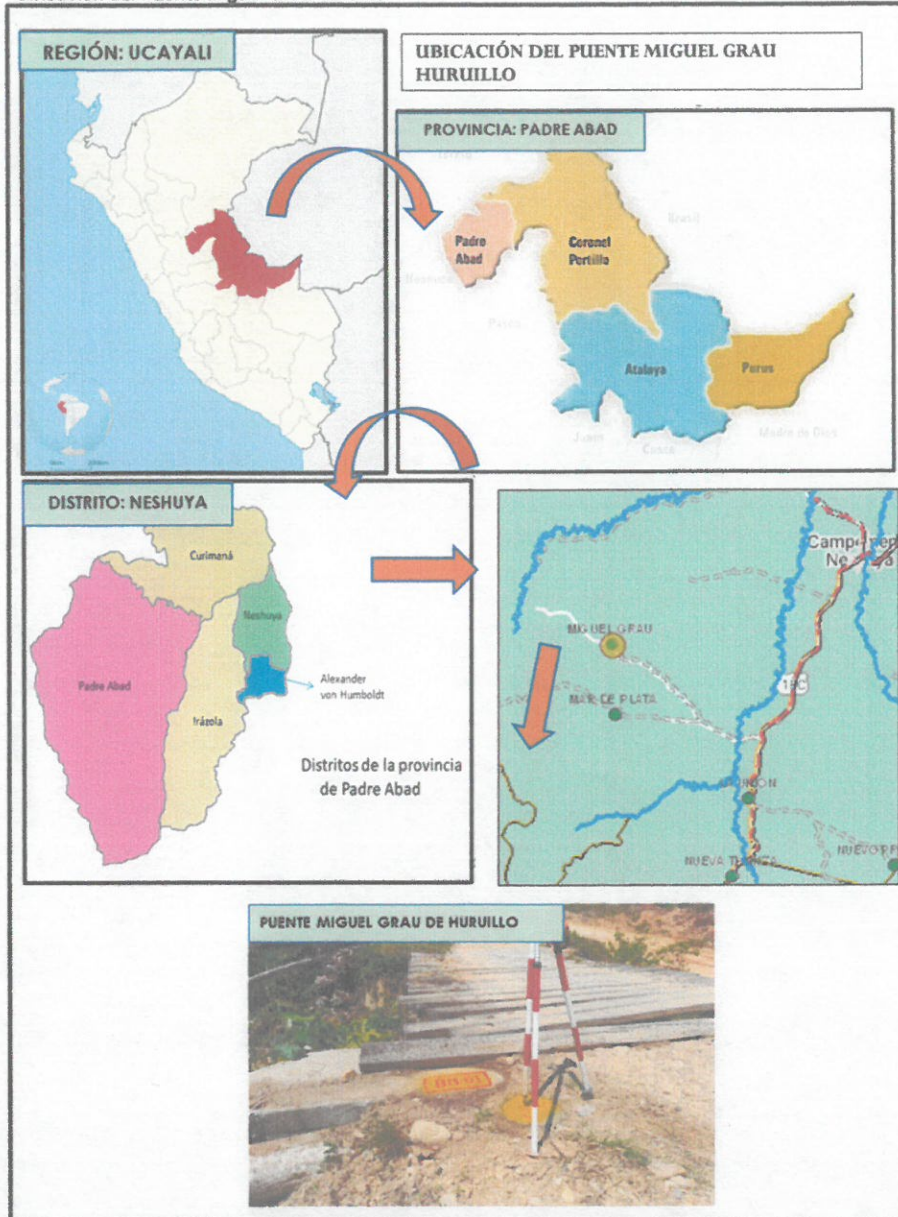 REGIÓN: UCAYALI
UBICACIÓN DEL PUENTE MIGUEL GRAU
HURUILLO
PROVINCIA: PADRE ABAD
Brasil
Padre
Abad
Coronel
Portillo
Pasco
Atalaya
Purus
Junin
Cusco
Madre de Dios
DISTRITO: NESHUYA
Curimaná
Neshuya
Padre Abad
Alexander
von Humboldt
Irázola
Distritos de la provincia
de Padre Abad
MIGUEL GRAU
MAR DE PLATA
NUEVA
PUENTE MIGUEL GRAU DE HURUILLO